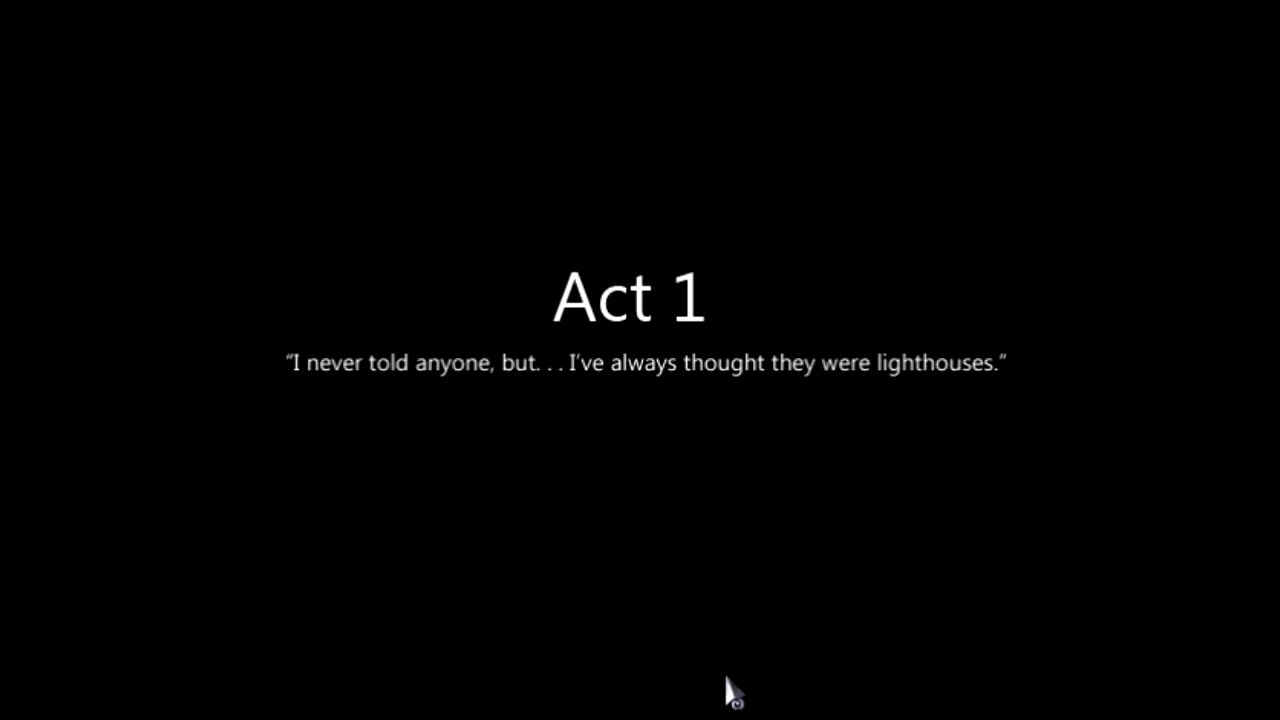 Act 1
“I never told anyone, but. . . I’ve always thought they were lighthouses.”